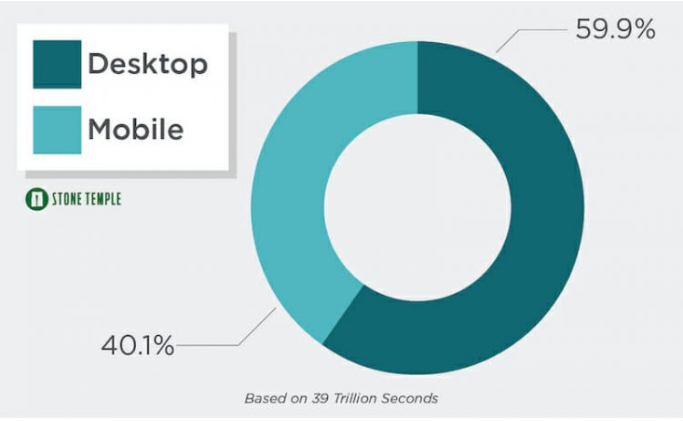 59.9%
Desktop
Mobile
STONE TEMPLE
40.1%
Based on 39 Trillion Seconds